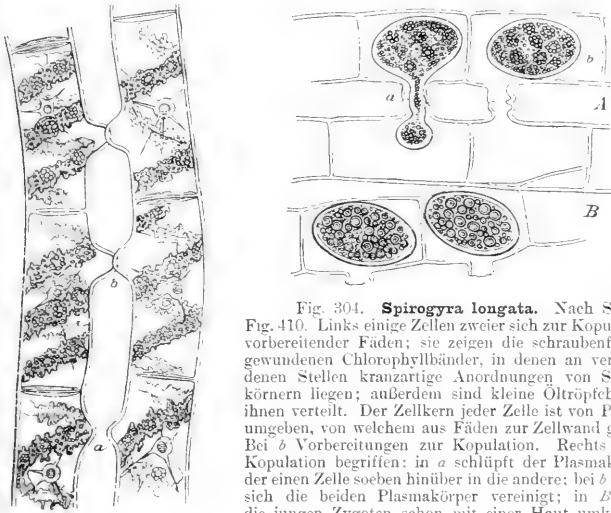 b
a
A
b
a
B
Fig. 304. Spirogyra longata. Nach S
Fig. 410. Links einige Zellen zweier sich zur Kopu
vorbereitender Fäden; sie zeigen die schraubenf
gewundenen Chlorophyllbänder, in denen an ver
denen Stellen kranzartige Anordnungen von S
körnern liegen; außerdem sind kleine Öltröpfch
ihnen verteilt. Der Zellkern jeder Zelle ist von P
umgeben, von welchem aus Fäden zur Zellwand g
Bei b Vorbereitungen zur Kopulation. Rechts
Kopulation begriffen: in a schlüpft der Plasmak
der einen Zelle soeben hinüber in die andere; bei b
sich die beiden Plasmakörper vereinigt; in B
die jungen Zygoten schon mit einer Haut umk